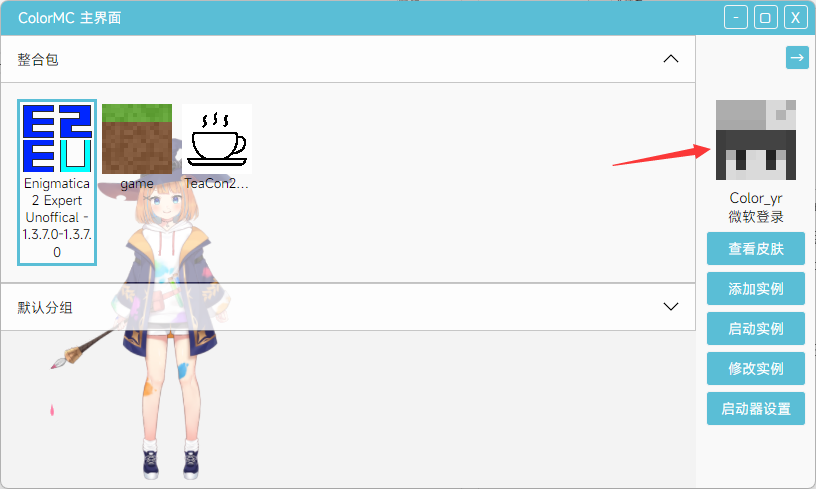 ColorMC 主界面
整合包
E2
EU
Enigmatica
2 Expert
Unoffical -
1.3.7.0-1.3.7.
0
game
TeaCon2...
默认分组
Color_yr
微软登录
查看皮肤
添加实例
启动实例
修改实例
启动器设置